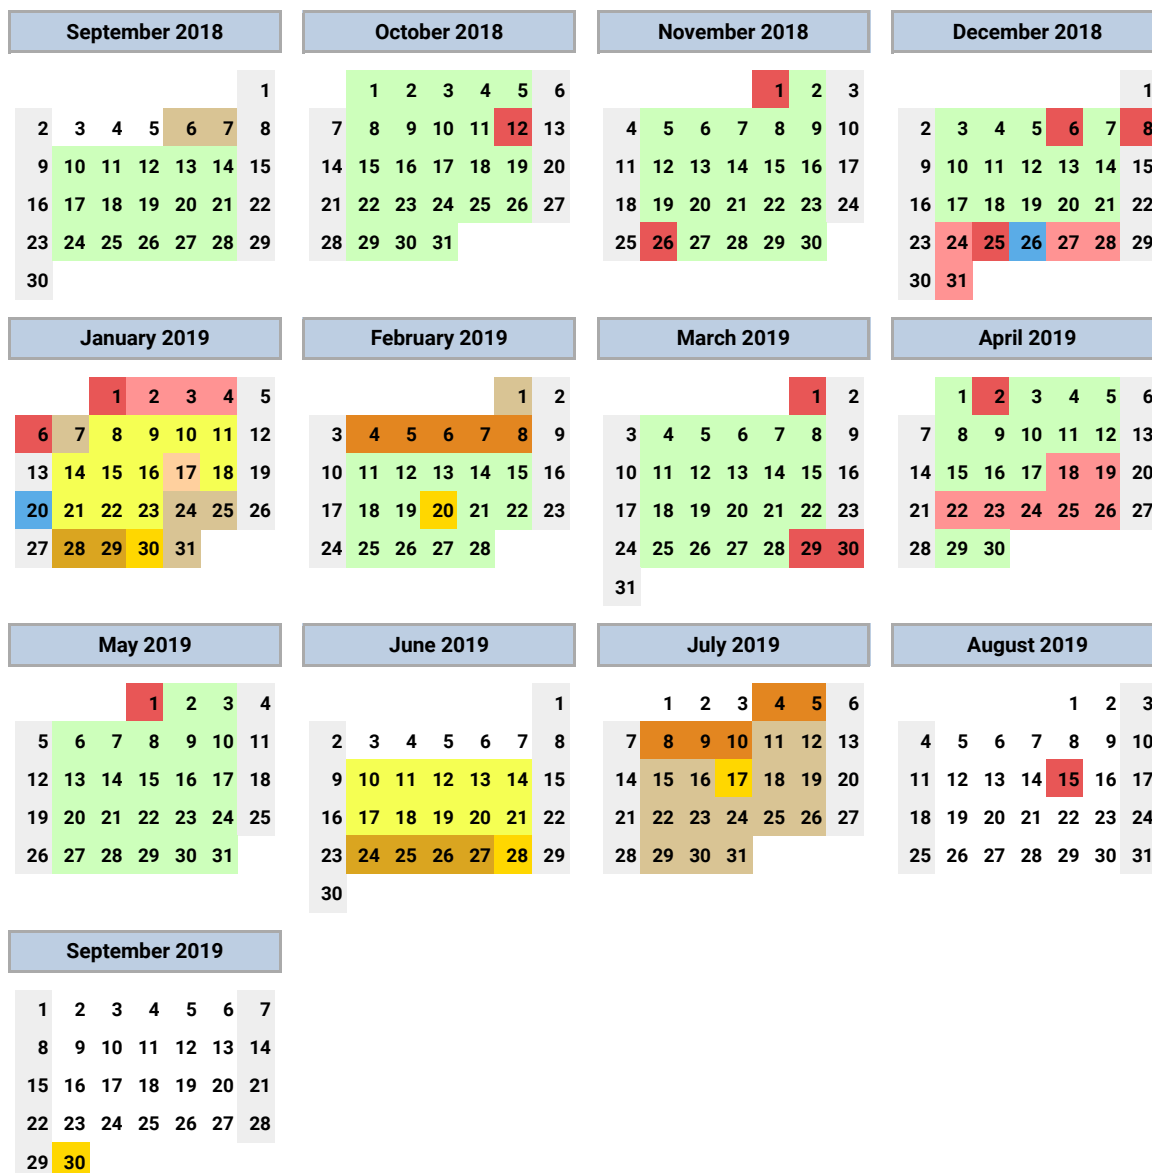 September 2018
1
2 3 4 5 6 7 8
9 10 11 12 13 14 15
16 17 18 19 20 21 22
23 24 25 26 27 28 29
30
October 2018
1 2 3 4 5 6
7 8 9 10 11 12 13
14 15 16 17 18 19 20
21 22 23 24 25 26 27
28 29 30 31
November 2018
1 2 3
4 5 6 7 8 9 10
11 12 13 14 15 16 17
18 19 20 21 22 23 24
25 26 27 28 29 30
December 2018
1
2 3 4 5 6 7 8
9 10 11 12 13 14 15
16 17 18 19 20 21 22
23 24 25 26 27 28 29
30 31
January 2019
1 2 3 4 5
6 7 8 9 10 11 12
13 14 15 16 17 18 19
20 21 22 23 24 25 26
27 28 29 30 31
February 2019
1 2
3 4 5 6 7 8 9
10 11 12 13 14 15 16
17 18 19 20 21 22 23
24 25 26 27 28
March 2019
1 2
3 4 5 6 7 8 9
10 11 12 13 14 15 16
17 18 19 20 21 22 23
24 25 26 27 28 29 30
31
April 2019
1 2 3 4 5 6
7 8 9 10 11 12 13
14 15 16 17 18 19 20
21 22 23 24 25 26 27
28 29 30
May 2019
1 2 3 4
5 6 7 8 9 10 11
12 13 14 15 16 17 18
19 20 21 22 23 24 25
26 27 28 29 30 31
June 2019
1
2 3 4 5 6 7 8
9 10 11 12 13 14 15
16 17 18 19 20 21 22
23 24 25 26 27 28 29
30
July 2019
1 2 3 4 5 6
7 8 9 10 11 12 13
14 15 16 17 18 19 20
21 22 23 24 25 26 27
28 29 30 31
August 2019
1 2 3
4 5 6 7 8 9 10
11 12 13 14 15 16 17
18 19 20 21 22 23 24
25 26 27 28 29 30 31
September 2019
1 2 3 4 5 6 7
8 9 10 11 12 13 14
15 16 17 18 19 20 21
22 23 24 25 26 27 28
29 30